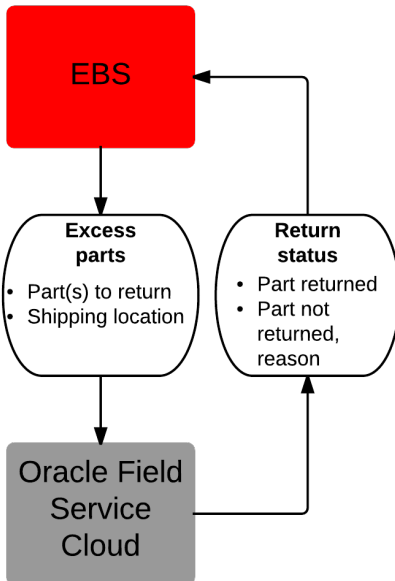 EBS
Excess
parts
• Part(s) to return
• Shipping location
Return
status
• Part returned
• Part not
returned,
reason
Oracle Field
Service
Cloud